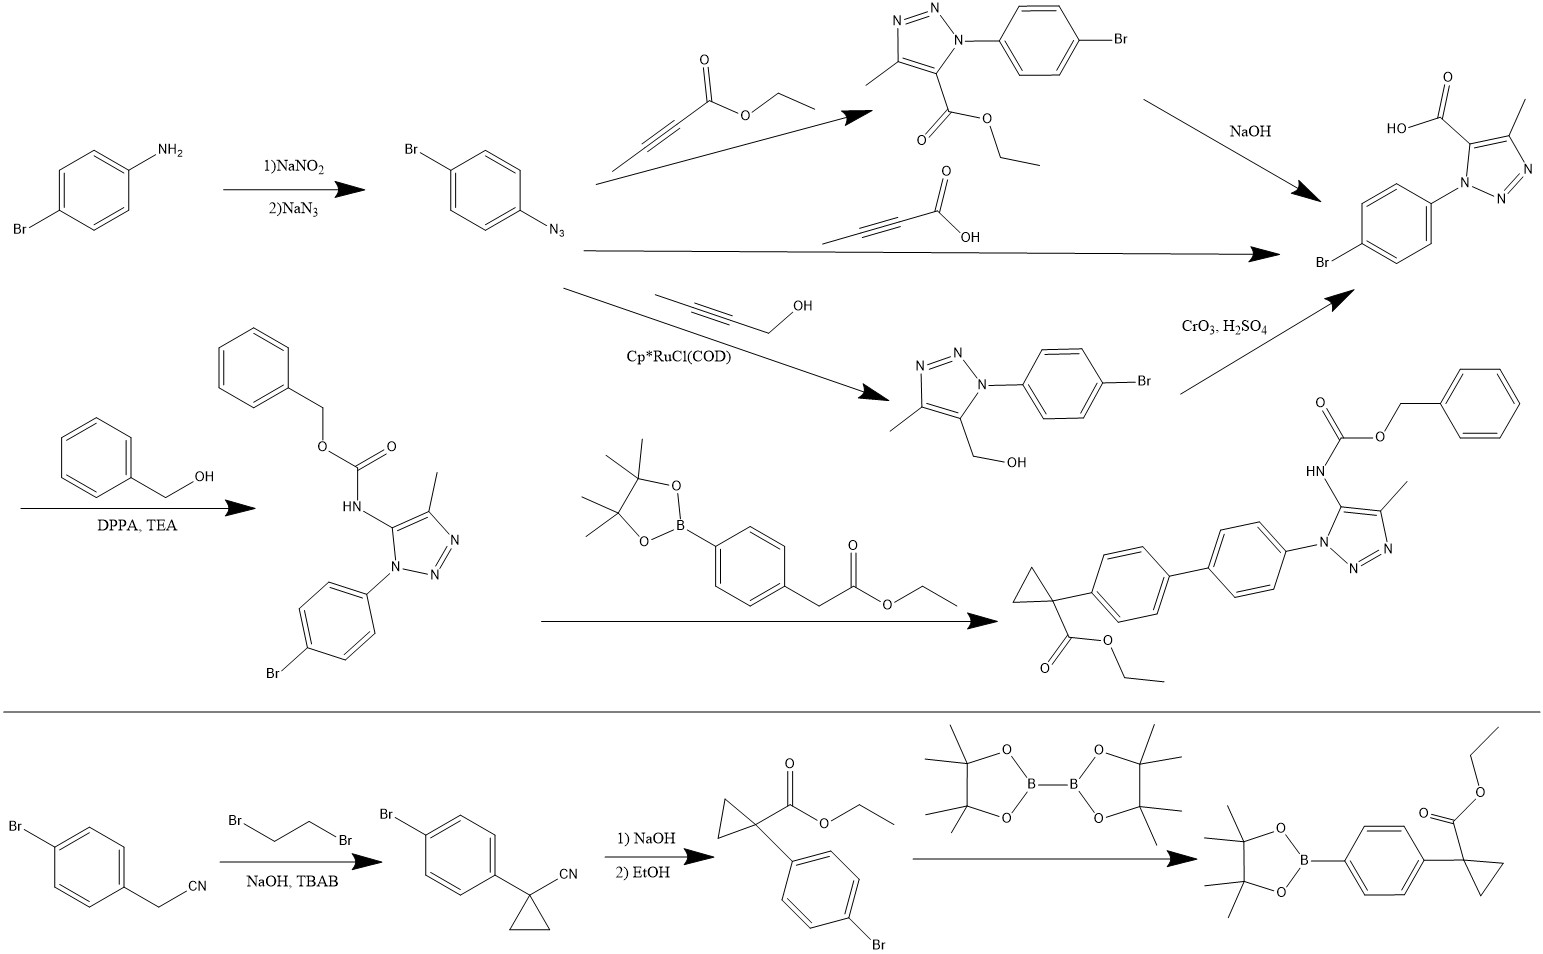 NH₂
Br
1)NaNO₂
2)NaN₃
Br
N₃
O
O
N
N
N
Br
O
O
NaOH
O
HO
N
N
N
Br
O
OH
OH
Cp*RuCl(COD)
N
N
N
Br
OH
CrO₃, H₂SO₄
OH
DPPA, TEA
O
O
HN
N
N
N
Br
O
B
O
O
O
O
O
HN
N
N
N
O
O
Br
CN
Br
Br
NaOH, TBAB
Br
CN
1) NaOH
2) EtOH
O
O
Br
O
O
B
B
O
O
O
O
O
B
O